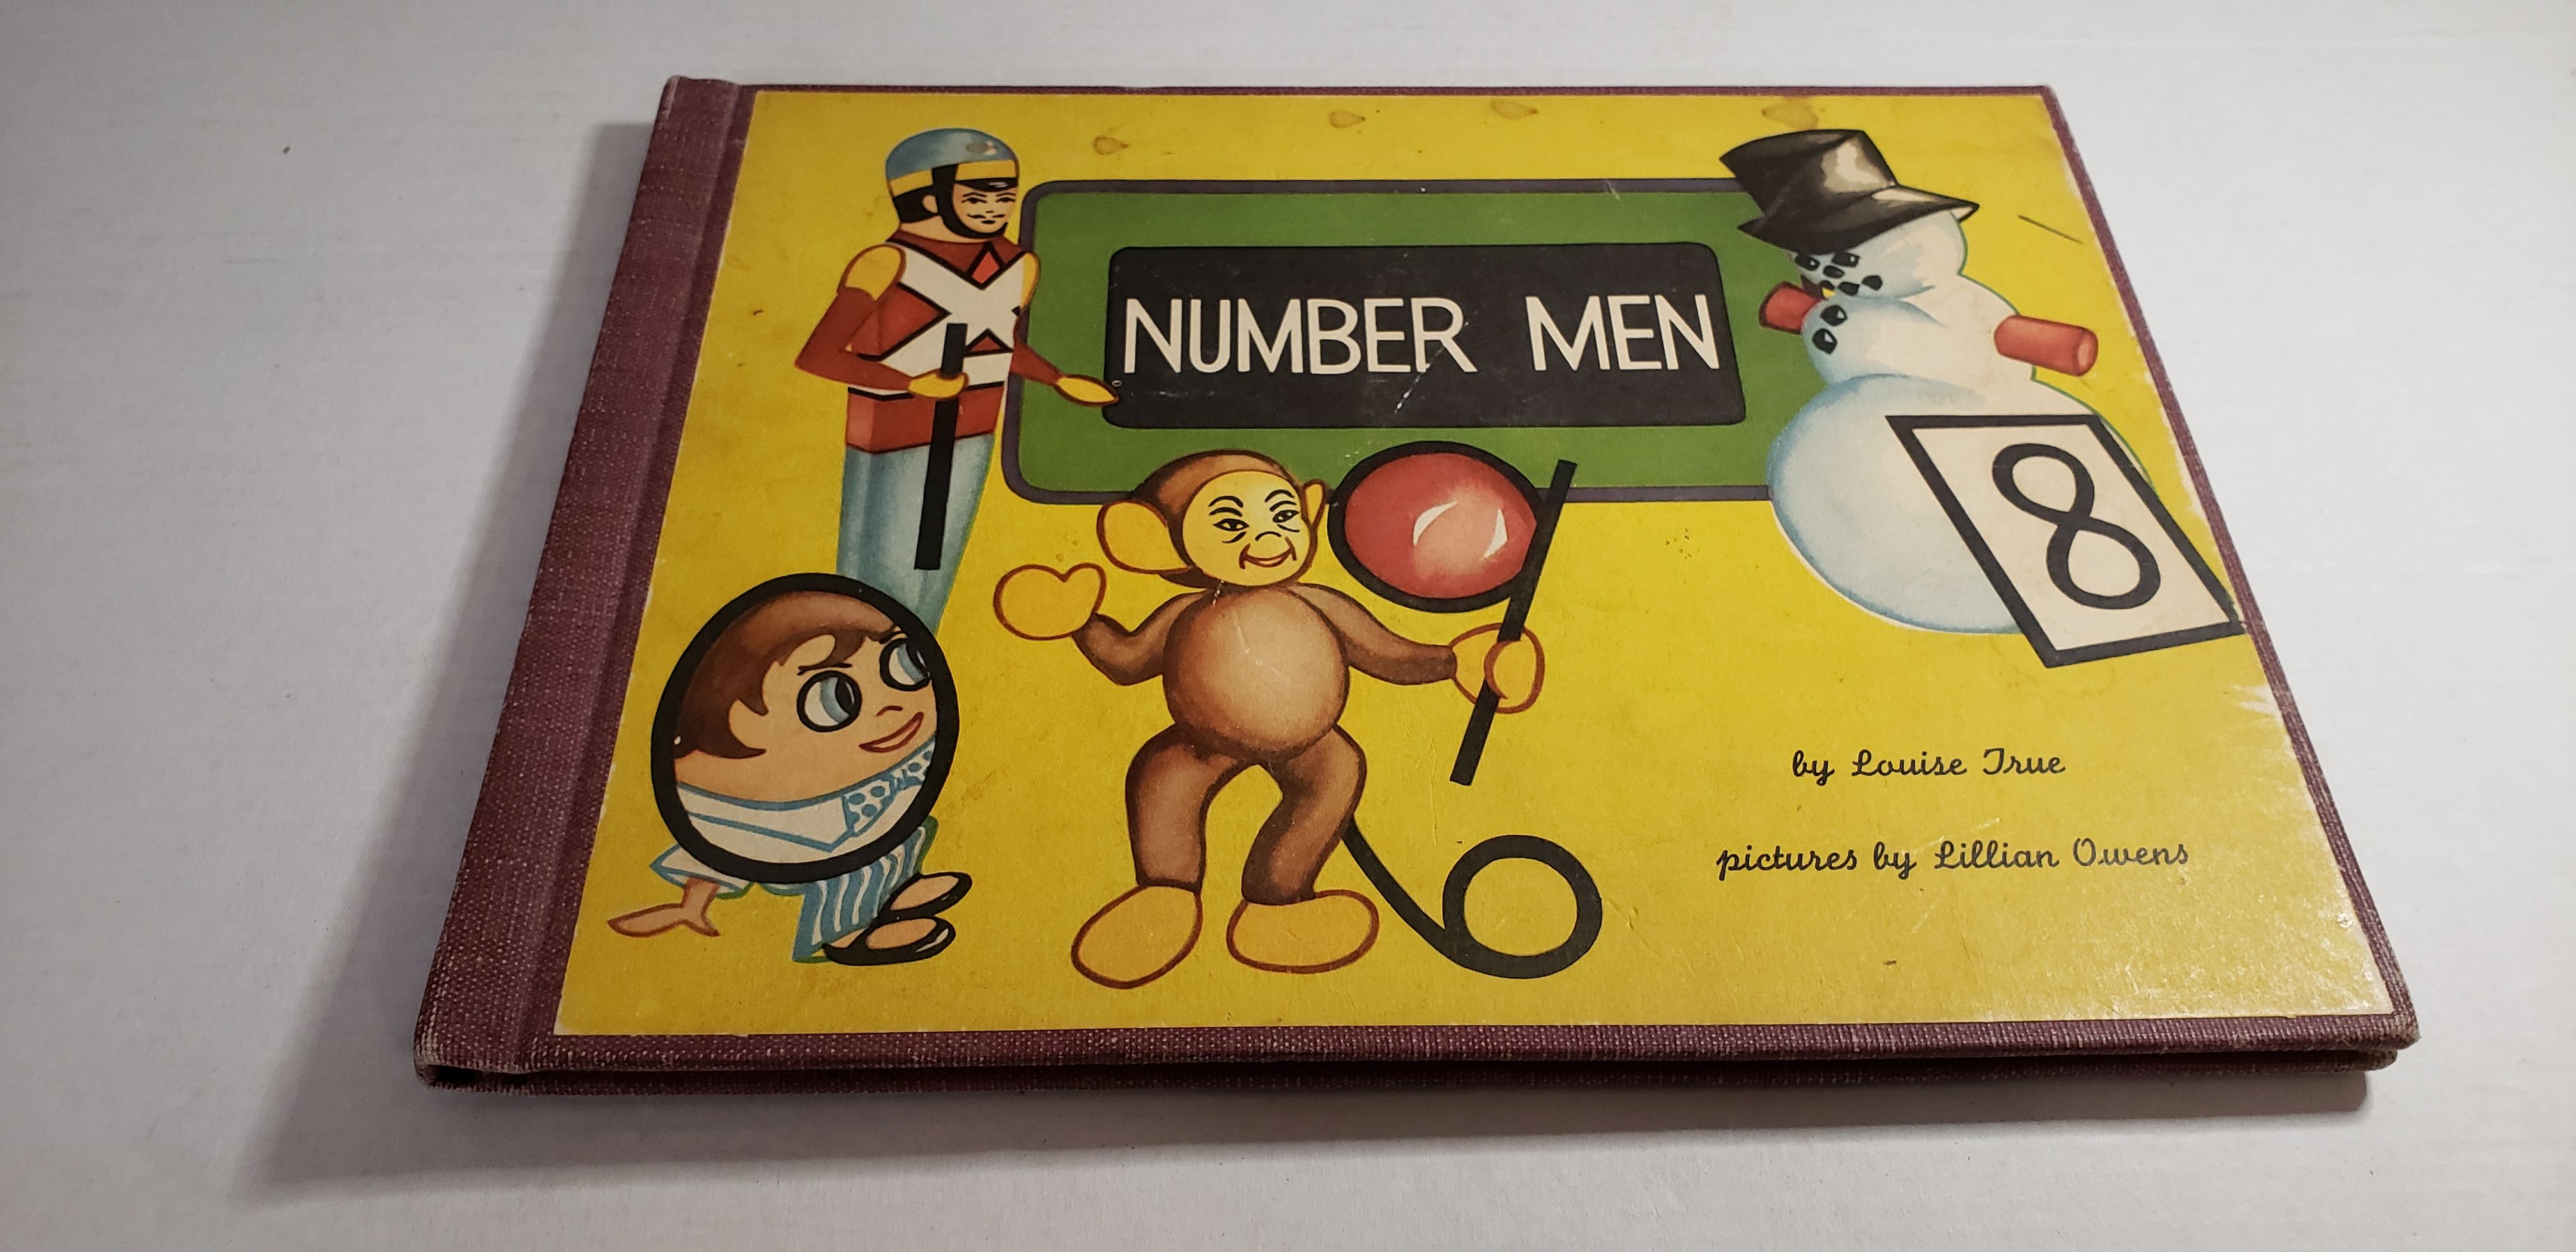 NUMBER MEN
8
by Louise True
pictures by Lillian Owens